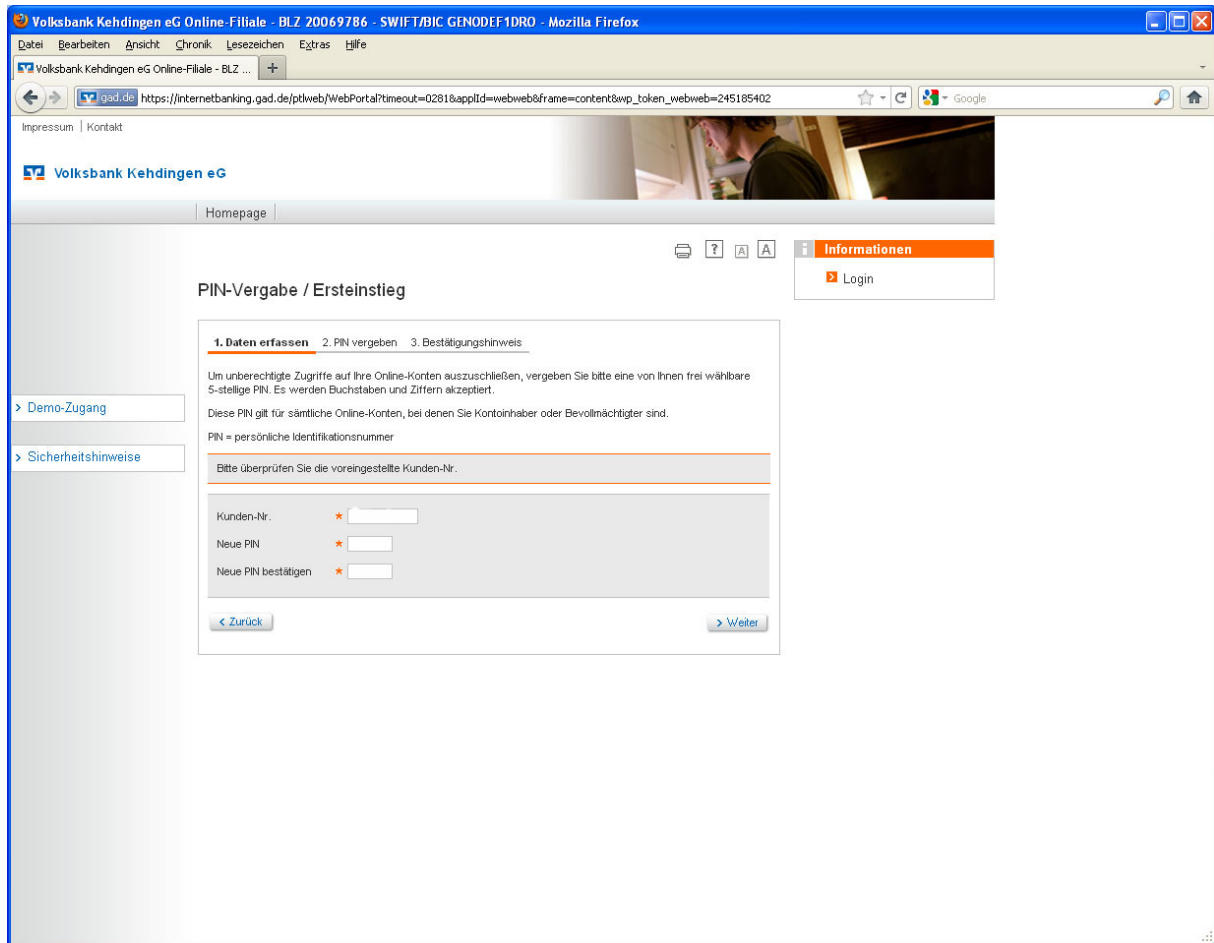 Volksbank Kehdingen eG Online-Filiale - BLZ 20069786 - SWIFT/BIC GENODEF1DRO - Mozilla Firefox
Datei Bearbeiten Ansicht Chronik Lesezeichen Extras Hilfe
Volksbank Kehdingen eG Online-Filiale - BLZ ...
gad.de https://internetbanking.gad.de/ptlweb/WebPortal?timeout=0281&applId=webweb&frame=content&wp_token_webweb=245185402 Google
Impressum | Kontakt
Volksbank Kehdingen eG
Homepage
? A A
i Informationen
Login
PIN-Vergabe / Ersteinstieg
1. Daten erfassen 2. PIN vergeben 3. Bestätigungshinweis
Um unberechtigte Zugriffe auf Ihre Online-Konten auszuschließen, vergeben Sie bitte eine von Ihnen frei wählbare
5-stellige PIN. Es werden Buchstaben und Ziffern akzeptiert.
Diese PIN gilt für sämtliche Online-Konten, bei denen Sie Kontoinhaber oder Bevollmächtigter sind.
PIN = persönliche Identifikationsnummer
Bitte überprüfen Sie die voreingestellte Kunden-Nr.
Kunden-Nr. *
Neue PIN *
Neue PIN bestätigen *
< Zurück
> Weiter
> Demo-Zugang
> Sicherheitshinweise